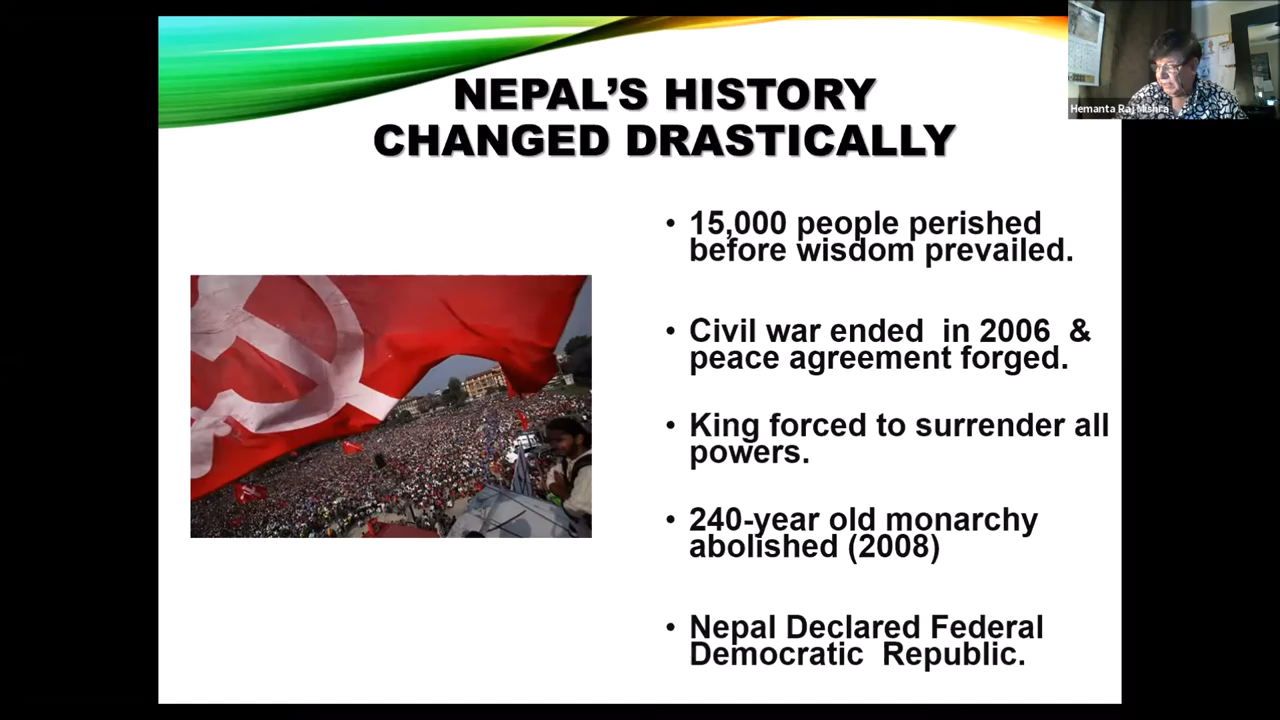 NEPAL’S HISTORY
CHANGED DRASTICALLY
Hemanta Raj Mishra
• 15,000 people perished
before wisdom prevailed.
• Civil war ended in 2006 &
peace agreement forged.
• King forced to surrender all
powers.
• 240-year old monarchy
abolished (2008)
• Nepal Declared Federal
Democratic Republic.